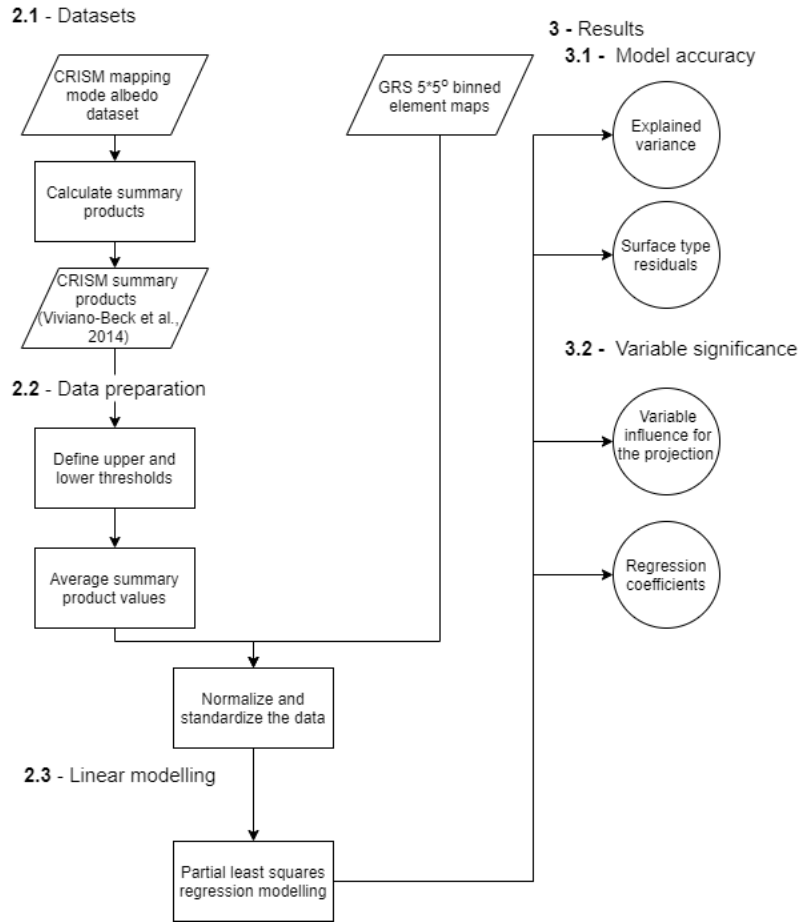 2.1 - Datasets
CRISM mapping
mode albedo
dataset
GRS 5*5º binned
element maps
Calculate summary
products
CRISM summary
products
(Viviano-Beck et al.,
2014)
2.2 - Data preparation
Define upper and
lower thresholds
Average summary
product values
Normalize and
standardize the data
2.3 - Linear modelling
Partial least squares
regression modelling
3 - Results
3.1 - Model accuracy
Explained
variance
Surface type
residuals
3.2 - Variable significance
Variable
influence for
the projection
Regression
coefficients